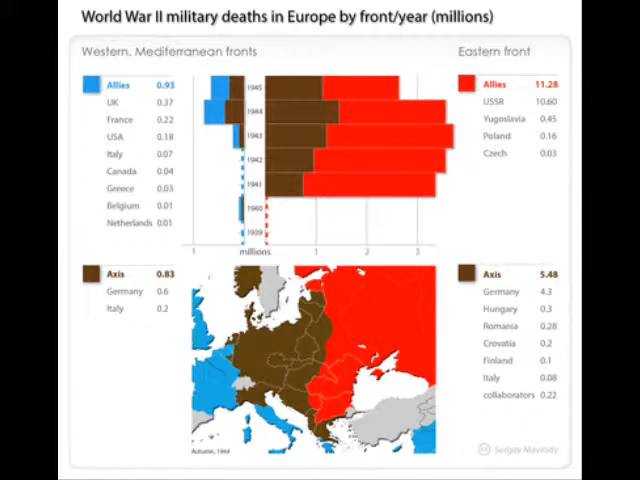 World War II military deaths in Europe by front/year (millions)
Western. Mediterranean fronts
Eastern front
Allies 0.93
UK 0.37
France 0.22
USA 0.18
Italy 0.07
Canada 0.04
Greece 0.03
Belgium 0.01
Netherlands 0.01
1945
1944
1943
1942
1941
1940
1939
1
millions
1
2
3
Allies 11.28
USSR 10.60
Yugoslavia 0.45
Poland 0.16
Czech 0.03
Axis 0.83
Germany 0.6
Italy 0.2
Axis 5.48
Germany 4.3
Hungary 0.3
Romania 0.28
Crovatia 0.2
Finland 0.1
Italy 0.08
collaborators 0.22
Autumn, 1944
cc Sergey Mavrody